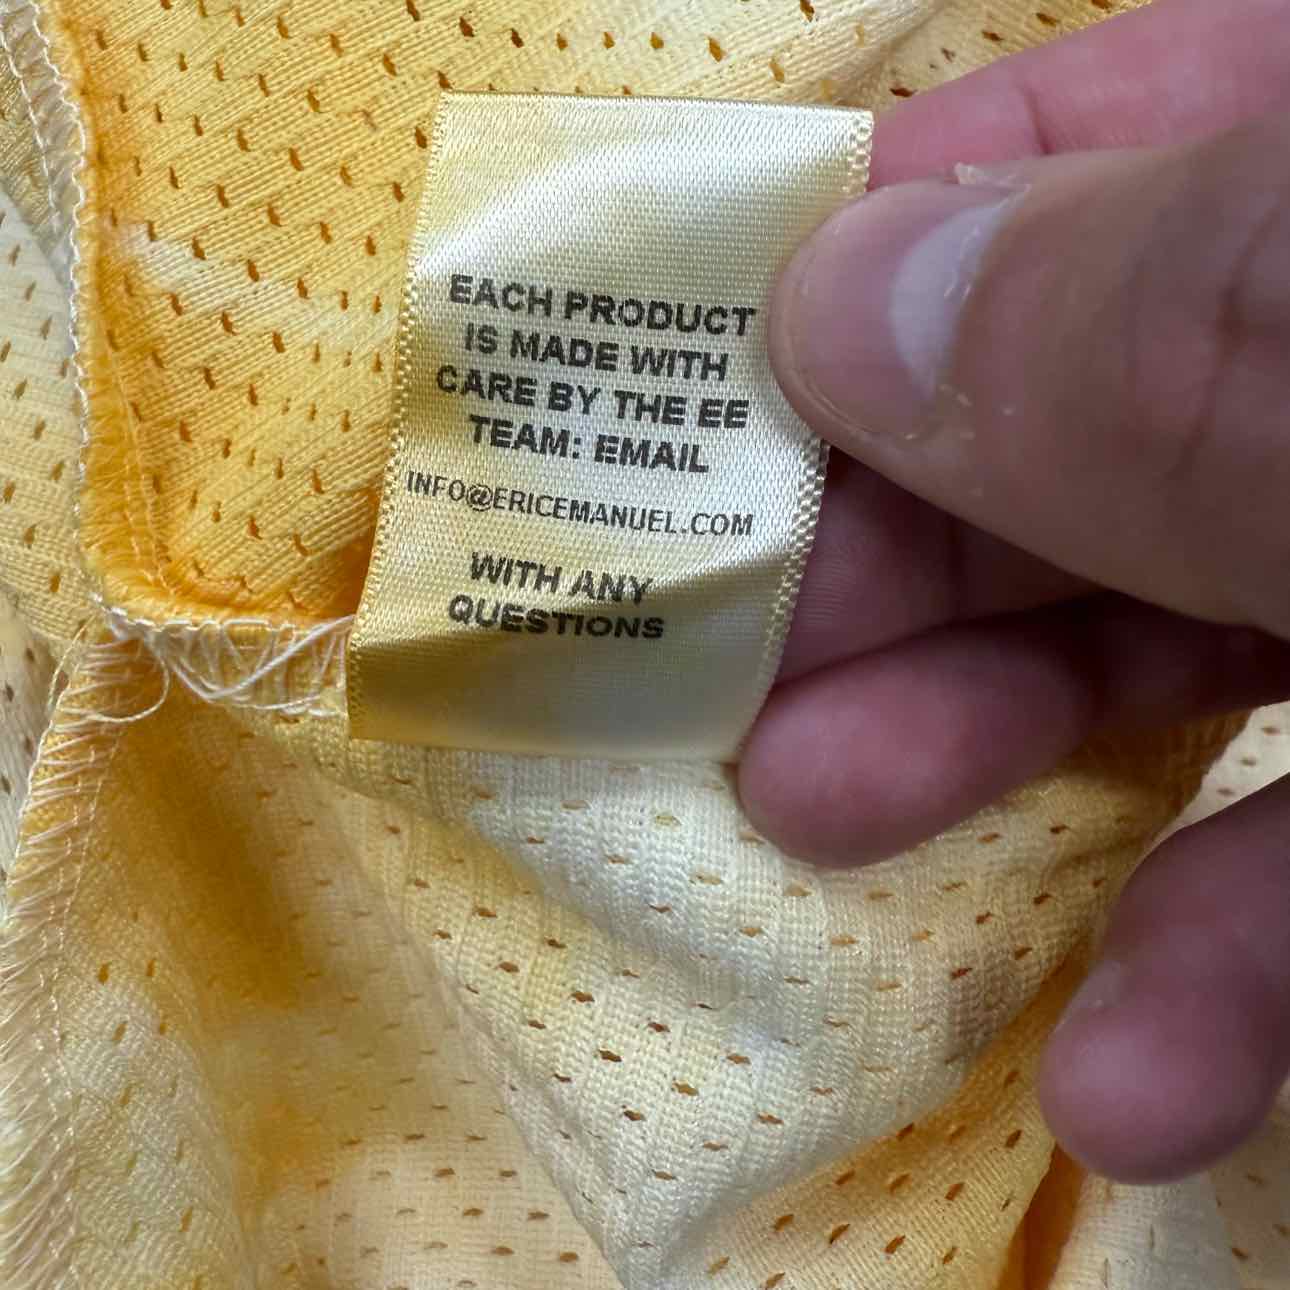 EACH PRODUCT
IS MADE WITH
CARE BY THE EE
TEAM: EMAIL
INFO@ERICEMANUEL.COM
WITH ANY
QUESTIONS